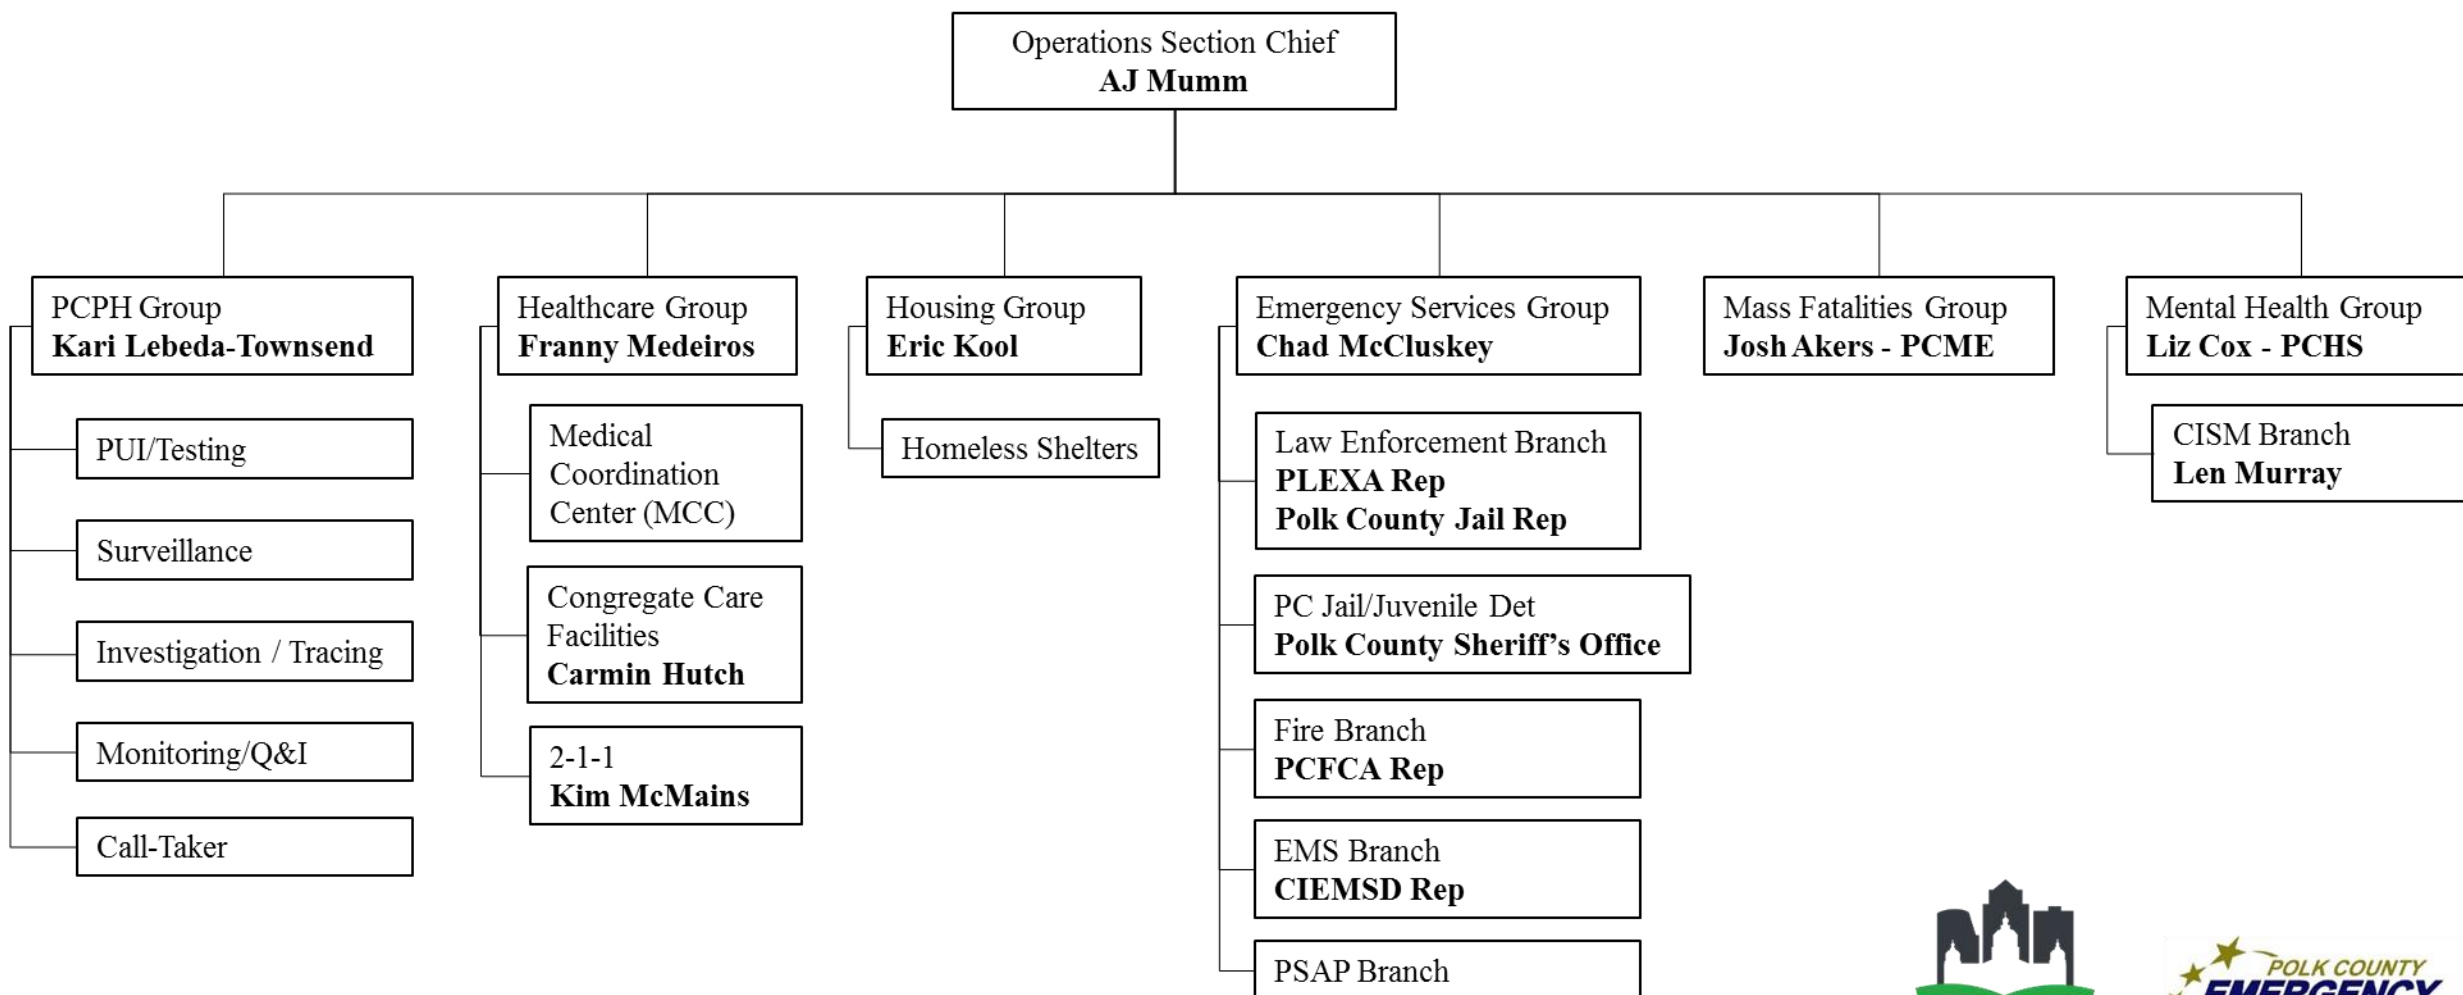 Operations Section Chief
AJ Mumm
PCPH Group
Kari Lebeda-Townsend
PUI/Testing
Surveillance
Investigation / Tracing
Monitoring/Q&I
Call-Taker
Healthcare Group
Franny Medeiros
Medical
Coordination
Center (MCC)
Congregate Care
Facilities
Carmin Hutch
2-1-1
Kim McMains
Housing Group
Eric Kool
Homeless Shelters
Emergency Services Group
Chad McCluskey
Law Enforcement Branch
PLEXA Rep
Polk County Jail Rep
PC Jail/Juvenile Det
Polk County Sheriff’s Office
Fire Branch
PCFCA Rep
EMS Branch
CIEMSD Rep
PSAP Branch
Mass Fatalities Group
Josh Akers - PCME
Mental Health Group
Liz Cox - PCHS
CISM Branch
Len Murray
POLK COUNTY
EMERGENCY